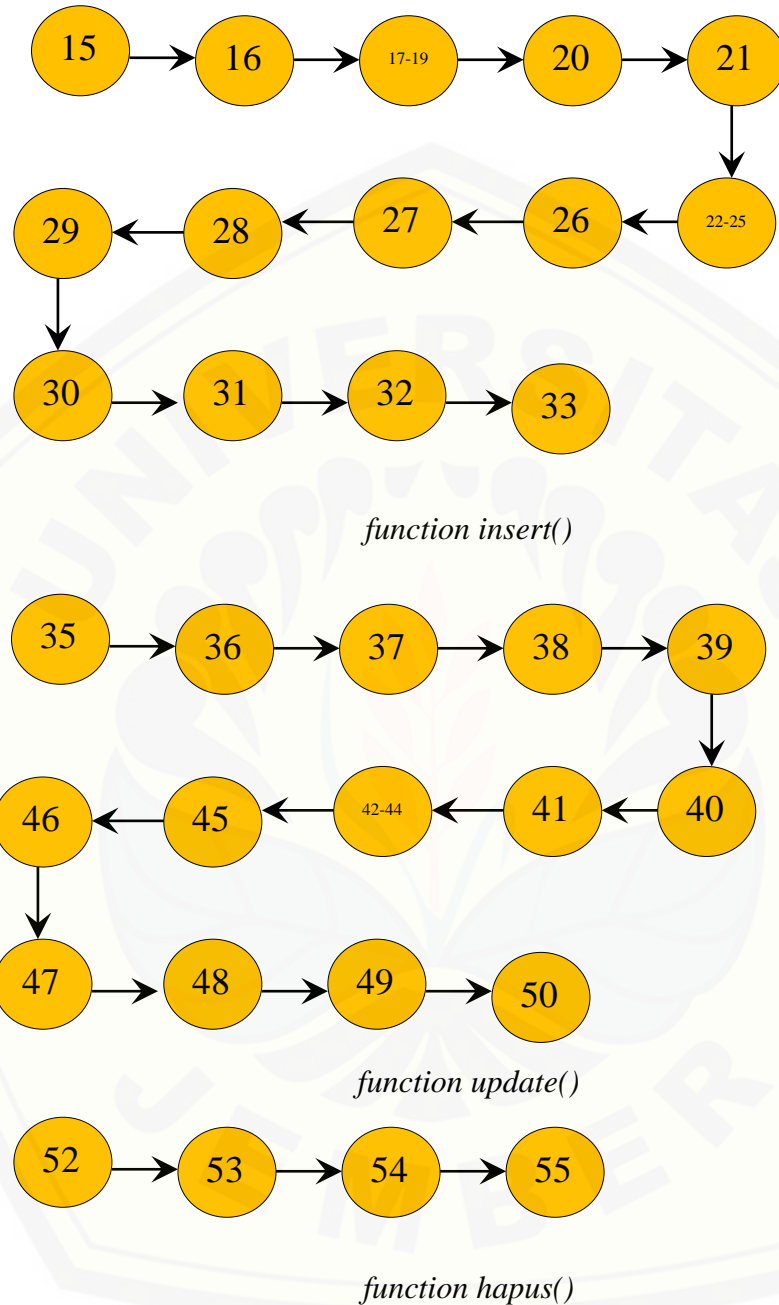 15 16 17-19 20 21
29 28 27 26 22-25
30 31 32 33
function insert()
35 36 37 38 39
46 45 42-44 41 40
47 48 49 50
function update()
52 53 54 55
function hapus()
UNIVERSITAS
JEMBER